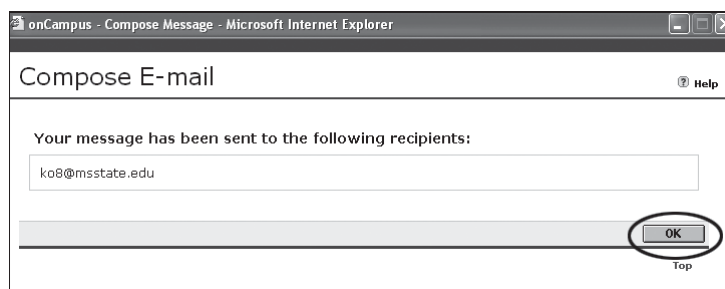 onCampus - Compose Message - Microsoft Internet Explorer
Compose E-mail
? Help
Your message has been sent to the following recipients:
ko8@msstate.edu
OK
Top